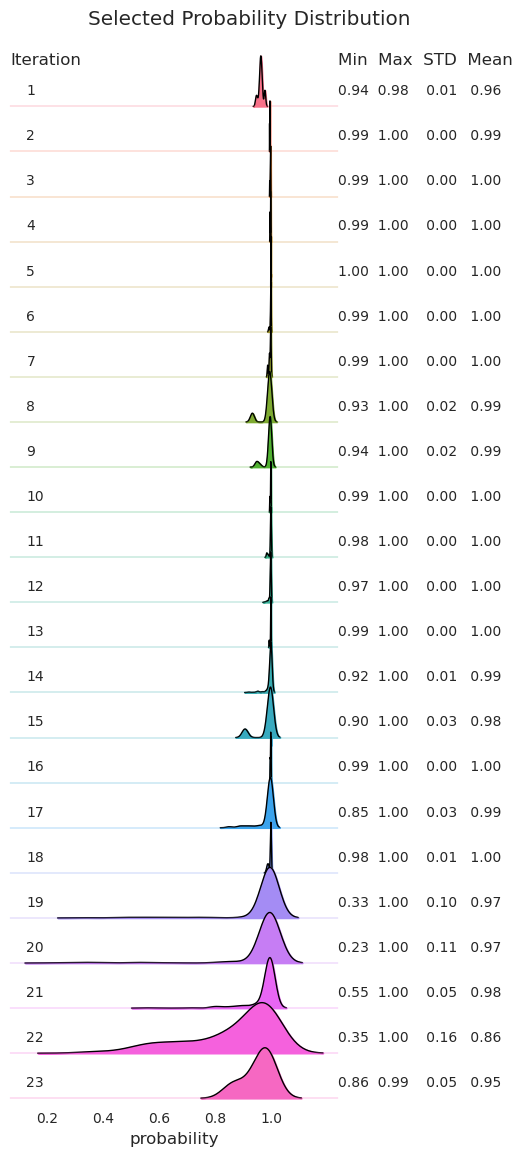 Selected Probability Distribution
Iteration Min Max STD Mean
1 0.94 0.98 0.01 0.96
2 0.99 1.00 0.00 0.99
3 0.99 1.00 0.00 1.00
4 0.99 1.00 0.00 1.00
5 1.00 1.00 0.00 1.00
6 0.99 1.00 0.00 1.00
7 0.99 1.00 0.00 1.00
8 0.93 1.00 0.02 0.99
9 0.94 1.00 0.02 0.99
10 0.99 1.00 0.00 1.00
11 0.98 1.00 0.00 1.00
12 0.97 1.00 0.00 1.00
13 0.99 1.00 0.00 1.00
14 0.92 1.00 0.01 0.99
15 0.90 1.00 0.03 0.98
16 0.99 1.00 0.00 1.00
17 0.85 1.00 0.03 0.99
18 0.98 1.00 0.01 1.00
19 0.33 1.00 0.10 0.97
20 0.23 1.00 0.11 0.97
21 0.55 1.00 0.05 0.98
22 0.35 1.00 0.16 0.86
23 0.86 0.99 0.05 0.95
0.2 0.4 0.6 0.8 1.0
probability